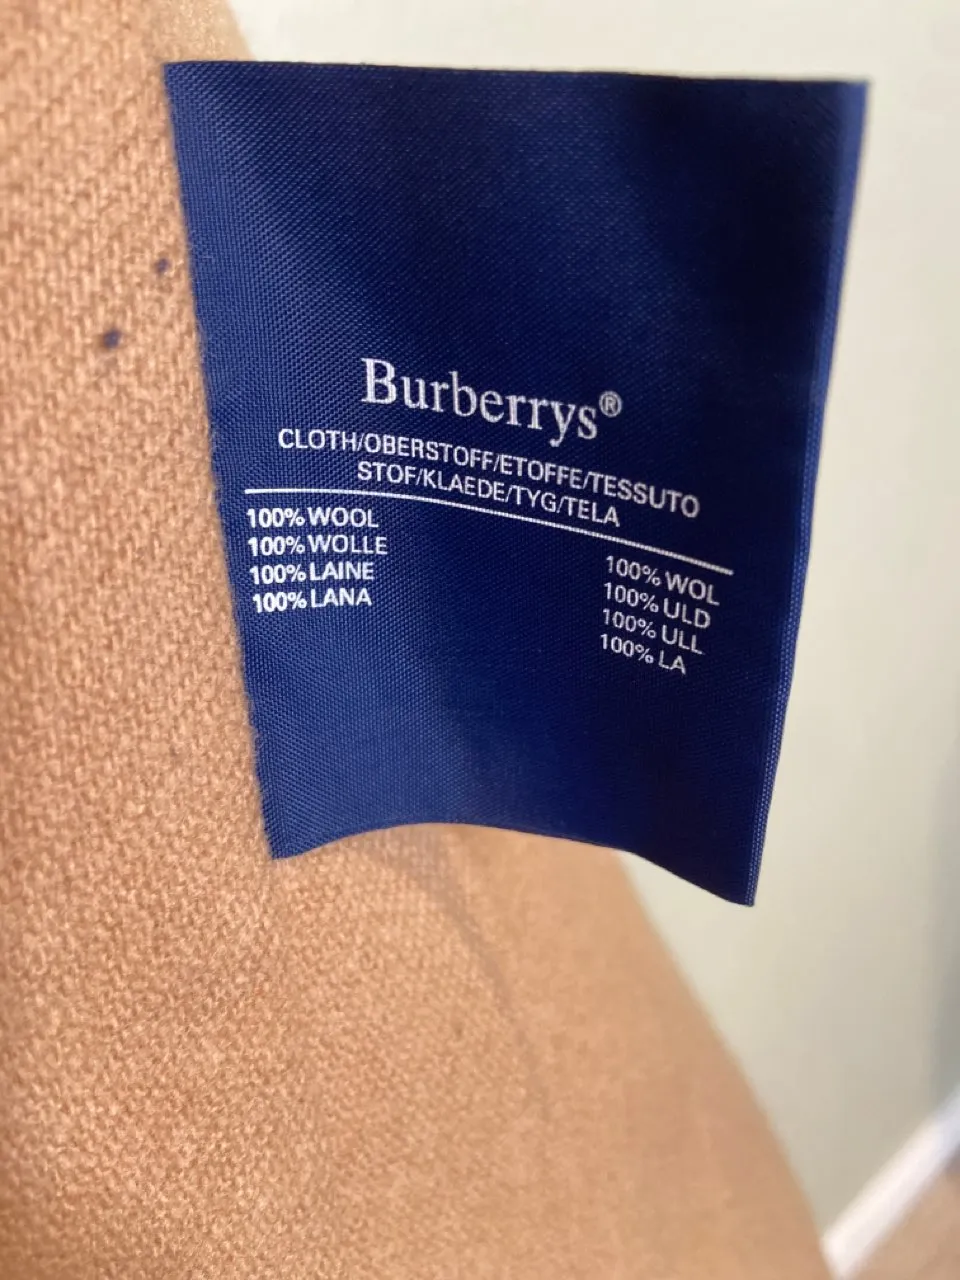 Burberrys®
CLOTH/OBERSTOFF/ETOFFE/TESSUTO
STOF/KLAEDE/TYG/TELA
100% WOOL
100% WOLLE
100% LAINE
100% LANA
100% WOL
100% ULD
100% ULL
100% LA